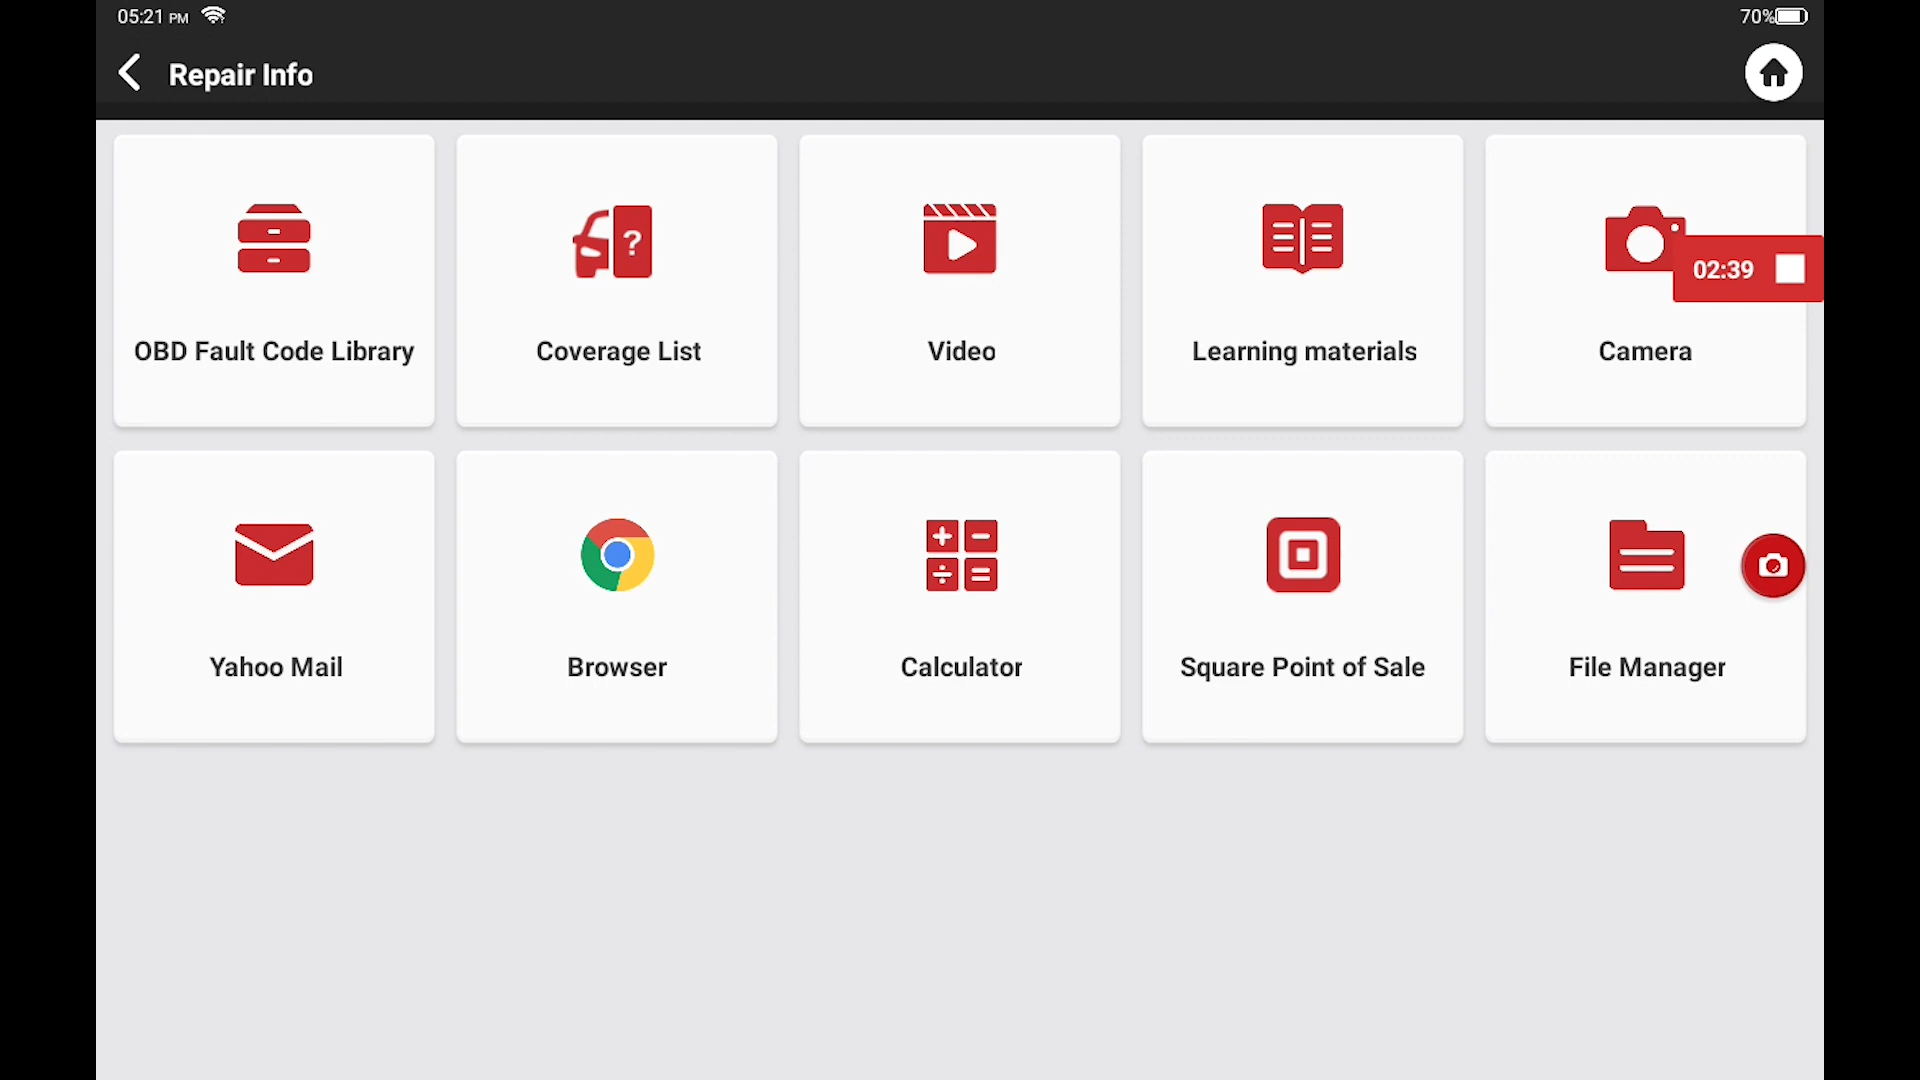 05:21 PM
70%
Repair Info
?
02:39
OBD Fault Code Library
Coverage List
Video
Learning materials
Camera
Yahoo Mail
Browser
Calculator
Square Point of Sale
File Manager